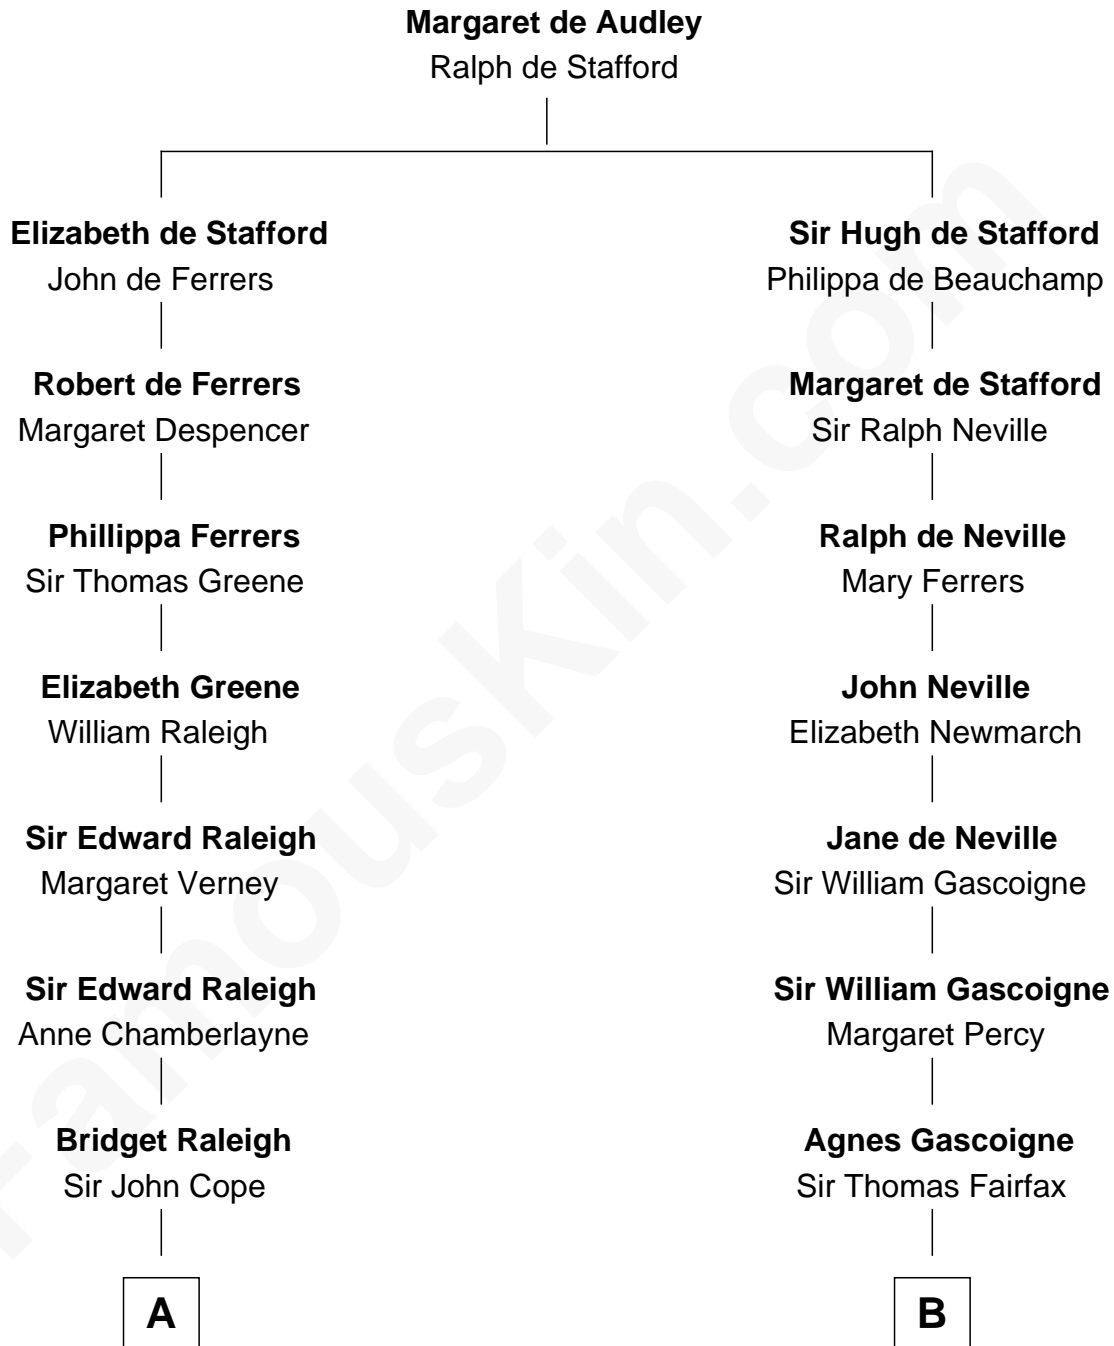 Margaret de Audley
Ralph de Stafford
Elizabeth de Stafford
John de Ferrers
Sir Hugh de Stafford
Philippa de Beauchamp
Robert de Ferrers
Margaret Despencer
Margaret de Stafford
Sir Ralph Neville
Phillippa Ferrers
Sir Thomas Greene
Ralph de Neville
Mary Ferrers
Elizabeth Greene
William Raleigh
John Neville
Elizabeth Newmarch
Sir Edward Raleigh
Margaret Verney
Jane de Neville
Sir William Gascoigne
Sir Edward Raleigh
Anne Chamberlayne
Sir William Gascoigne
Margaret Percy
Bridget Raleigh
Sir John Cope
Agnes Gascoigne
Sir Thomas Fairfax
A
B
FamousKin.com